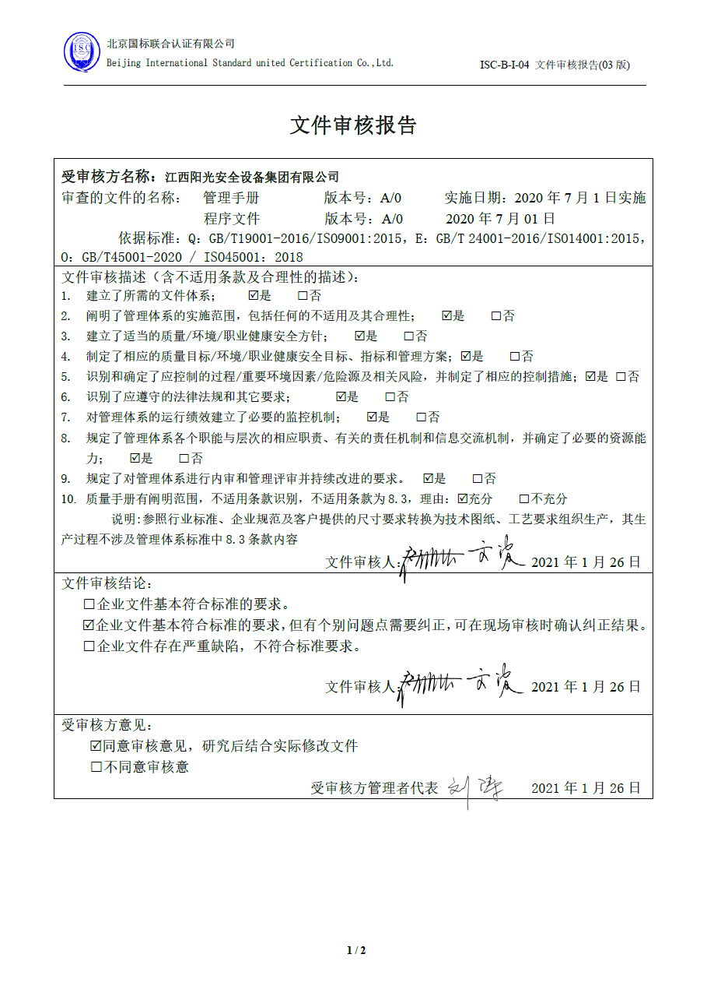 北京国标联合认证有限公司
Beijing International Standard united Certification Co.,Ltd.
ISC-B-I-04 文件审核报告(03 版)
ISC
文件审核报告
受审核方名称：江西阳光安全设备集团有限公司
审查的文件的名称： 管理手册 版本号：A/0 实施日期：2020 年 7 月 1 日实施
程序文件 版本号：A/0 2020 年 7 月 01 日
依据标准：Q：GB/T19001-2016/ISO9001:2015，E：GB/T 24001-2016/ISO14001:2015，
O：GB/T45001-2020 / ISO45001：2018
文件审核描述（含不适用条款及合理性的描述）：
1. 建立了所需的文件体系； ☑是 □否
2. 阐明了管理体系的实施范围，包括任何的不适用及其合理性； ☑是 □否
3. 建立了适当的质量/环境/职业健康安全方针； ☑是 □否
4. 制定了相应的质量目标/环境/职业健康安全目标、指标和管理方案；☑是 □否
5. 识别和确定了应控制的过程/重要环境因素/危险源及相关风险，并制定了相应的控制措施；☑是 □否
6. 识别了应遵守的法律法规和其它要求； ☑是 □否
7. 对管理体系的运行绩效建立了必要的监控机制； ☑是 □否
8. 规定了管理体系各个职能与层次的相应职责、有关的责任机制和信息交流机制，并确定了必要的资源能
力； ☑是 □否
9. 规定了对管理体系进行内审和管理评审并持续改进的要求。 ☑是 □否
10. 质量手册有阐明范围，不适用条款识别，不适用条款为 8.3，理由：☑充分 □不充分
说明:参照行业标准、企业规范及客户提供的尺寸要求转换为技术图纸、工艺要求组织生产，其生
产过程不涉及管理体系标准中 8.3 条款内容
文件审核人： 文波 2021 年 1 月 26 日
文件审核结论：
□企业文件基本符合标准的要求。
☑企业文件基本符合标准的要求,但有个别问题点需要纠正,可在现场审核时确认纠正结果。
□企业文件存在严重缺陷，不符合标准要求。
文件审核人： 文波 2021 年 1 月 26 日
受审核方意见：
☑同意审核意见，研究后结合实际修改文件
□不同意审核意
受审核方管理者代表 刘涛 2021 年 1 月 26 日
1 / 2